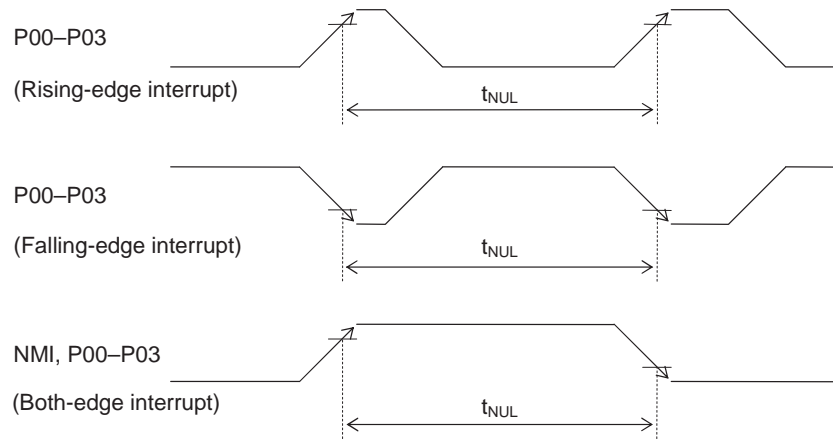 P00–P03
(Rising-edge interrupt)
tNUL
P00–P03
(Falling-edge interrupt)
tNUL
NMI, P00–P03
(Both-edge interrupt)
tNUL